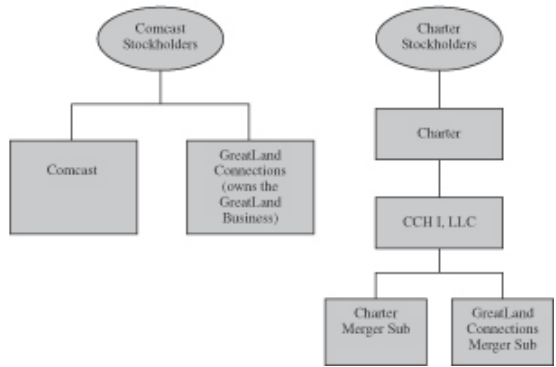 Comcast
Stockholders
Comcast
GreatLand
Connections
(owns the
GreatLand
Business)
Charter
Stockholders
Charter
CCH I, LLC
Charter
Merger Sub
GreatLand
Connections
Merger Sub